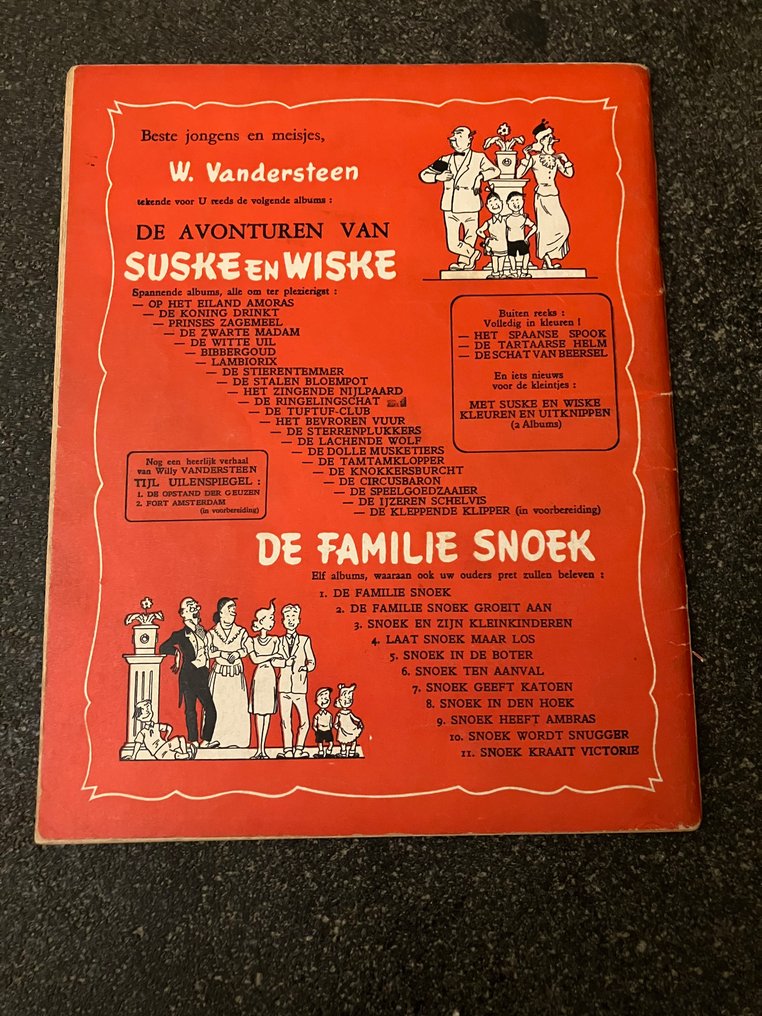 Beste jongens en meisjes,
W. Vandersteen
tekende voor U reeds de volgende albums :
DE AVONTUREN VAN
SUSKE EN WISKE
Spannende albums, alle om ter plezierigst :
— OP HET EILAND AMORAS
— DE KONING DRINKT
— PRINSES ZAGEMEEL
— DE ZWARTE MADAM
— DE WITTE UIL
— BIBBERGOUD
— LAMBIORIX
— DE STIERENTEMMER
— DE STALEN BLOEMPOT
— HET ZINGENDE NIJLPAARD
— DE RINGELINGSCHAT
— DE TUFTUF-CLUB
— HET BEVROREN VUUR
— DE STERRENPLUKKERS
— DE LACHENDE WOLF
— DE DOLLE MUSKETIERS
— DE TAMTAMKLOPPER
— DE KNOKKERSBURCHT
— DE CIRCUSBARON
— DE SPEELGOEDZAAIER
— DE IJZEREN SCHELVIS
— DE KLEPPENDE KLIPPER (in voorbereiding)
Buiten reeks :
Volledig in kleuren !
— HET SPAANSE SPOOK
— DE TARTAARSE HELM
— DE SCHAT VAN BEERSEL
En iets nieuws
voor de kleintjes :
MET SUSKE EN WISKE
KLEUREN EN UITKNIPPEN
(2 Albums)
Nog een heerlijk verhaal
van Willy VANDERSTEEN
TIJL UILENSPIEGEL :
1. DE OPSTAND DER GEUZEN
2. FORT AMSTERDAM
(in voorbereiding)
DE FAMILIE SNOEK
Elf albums, waaraan ook uw ouders pret zullen beleven :
1. DE FAMILIE SNOEK
2. DE FAMILIE SNOEK GROEIT AAN
3. SNOEK EN ZIJN KLEINKINDEREN
4. LAAT SNOEK MAAR LOS
5. SNOEK IN DE BOTER
6. SNOEK TEN AANVAL
7. SNOEK GEEFT KATOEN
8. SNOEK IN DEN HOEK
9. SNOEK HEEFT AMBRAS
10. SNOEK WORDT SNUGGER
11. SNOEK KRAAIT VICTORIE